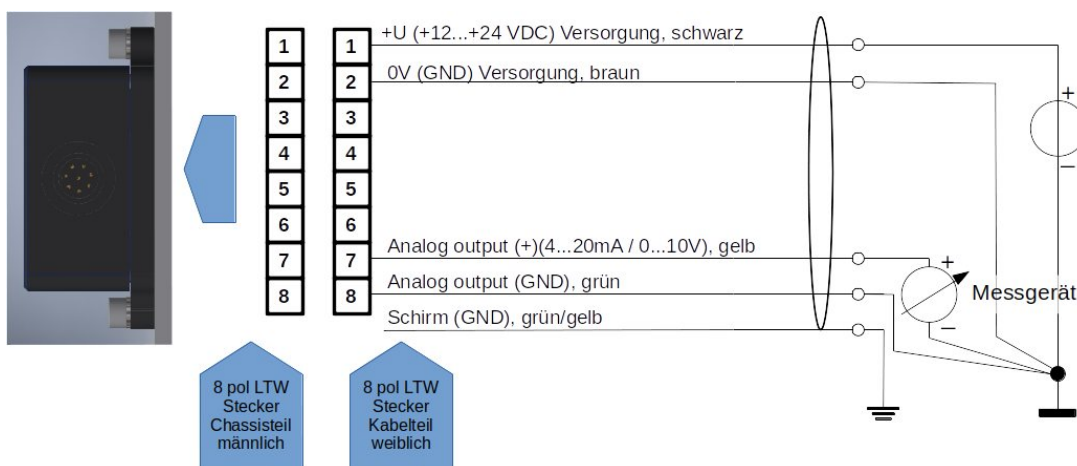 1
2
3
4
5
6
7
8
1
2
3
4
5
6
7
8
+U (+12...+24 VDC) Versorgung, schwarz
0V (GND) Versorgung, braun
Analog output (+)(4...20mA / 0...10V), gelb
Analog output (GND), grün
Schirm (GND), grün/gelb
+
–
+
–
Messgerät
8 pol LTW
Stecker
Chassisteil
männlich
8 pol LTW
Stecker
Kabelteil
weiblich